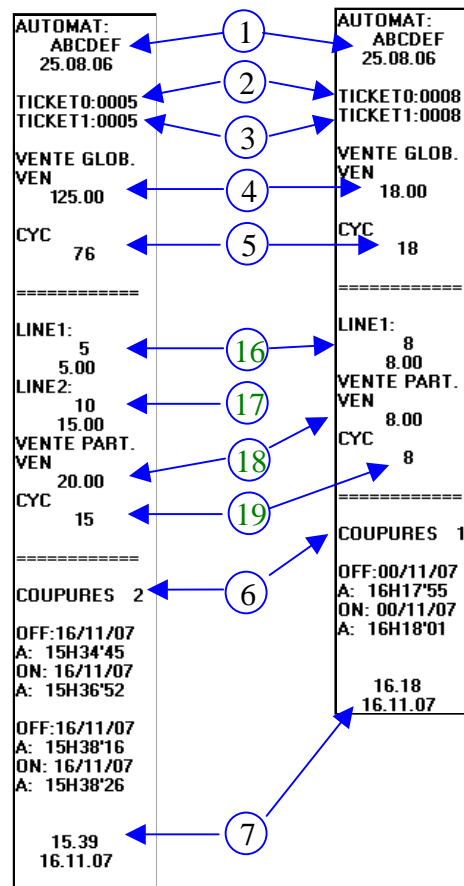 AUTOMAT:
ABCDEF
25.08.06
TICKET0:0005
TICKET1:0005
VENTE GLOB.
VEN
125.00
CYC
76
============
LINE1:
5
5.00
LINE2:
10
15.00
VENTE PART.
VEN
20.00
CYC
15
============
COUPURES 2
OFF:16/11/07
A: 15H34'45
ON: 16/11/07
A: 15H36'52
OFF:16/11/07
A: 15H38'16
ON: 16/11/07
A: 15H38'26
15.39
16.11.07
1
2
3
4
5
16
17
18
19
6
7
AUTOMAT:
ABCDEF
25.08.06
TICKET0:0008
TICKET1:0008
VENTE GLOB.
VEN
18.00
CYC
18
============
LINE1:
8
8.00
VENTE PART.
VEN
8.00
CYC
8
============
COUPURES 1
OFF:00/11/07
A: 16H17'55
ON: 00/11/07
A: 16H18'01
16.18
16.11.07